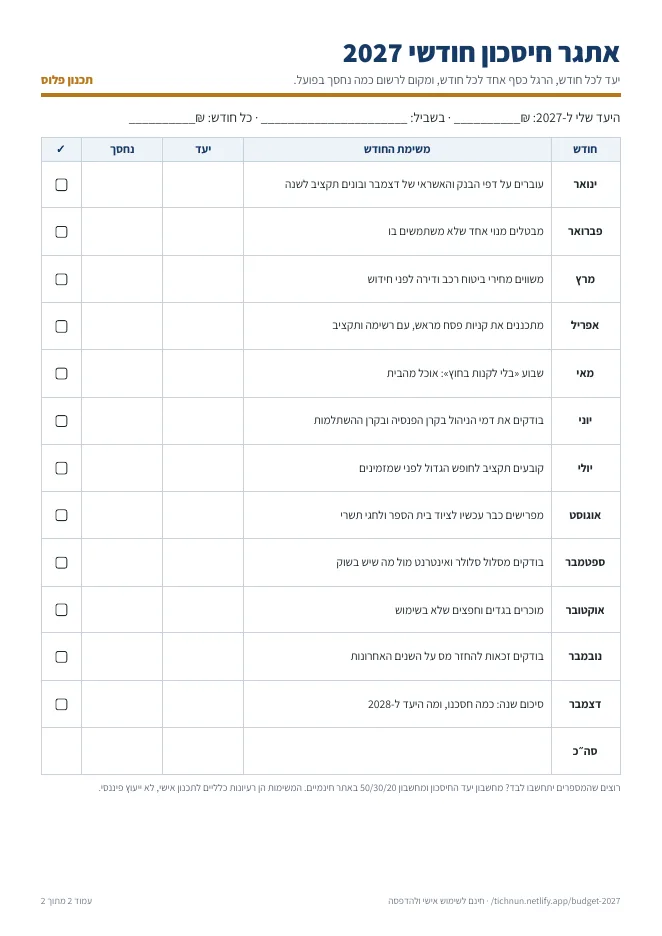 אתגר חיסכון חודשי 2027
יעד לכל חודש, הרגל כסף אחד לכל חודש, ומקום לרשום כמה נחסך בפועל.
תכנון פלוס
היעד שלי ל-2027: ₪__________ · בשביל: ______________________ · כל חודש: ₪__________
חודש משימת החודש יעד נחסך ✓
ינואר עוברים על דפי הבנק והאשראי של דצמבר ובונים תקציב לשנה
פברואר מבטלים מנוי אחד שלא משתמשים בו
מרץ משווים מחירי ביטוח רכב ודירה לפני חידוש
אפריל מתכננים את קניות פסח מראש, עם רשימה ותקציב
מאי שבוע «בלי לקנות בחוץ»: אוכל מהבית
יוני בודקים את דמי הניהול בקרן הפנסיה ובקרן ההשתלמות
יולי קובעים תקציב לחופש הגדול לפני שמזמינים
אוגוסט מפרישים כבר עכשיו לציוד בית הספר ולחגי תשרי
ספטמבר בודקים מסלול סלולר ואינטרנט מול מה שיש בשוק
אוקטובר מוכרים בגדים וחפצים שלא בשימוש
נובמבר בודקים זכאות להחזר מס על השנים האחרונות
דצמבר סיכום שנה: כמה חסכנו, ומה היעד ל-2028
סה״כ
רוצים שהמספרים יתחשבו לבד? מחשבון יעד החיסכון ומחשבון 50/30/20 באתר חינמיים. המשימות הן רעיונות כלליים לתכנון אישי, לא ייעוץ פיננסי.
tichnun.netlify.app/budget-2027/ · חינם לשימוש אישי ולהדפסה
עמוד 2 מתוך 2